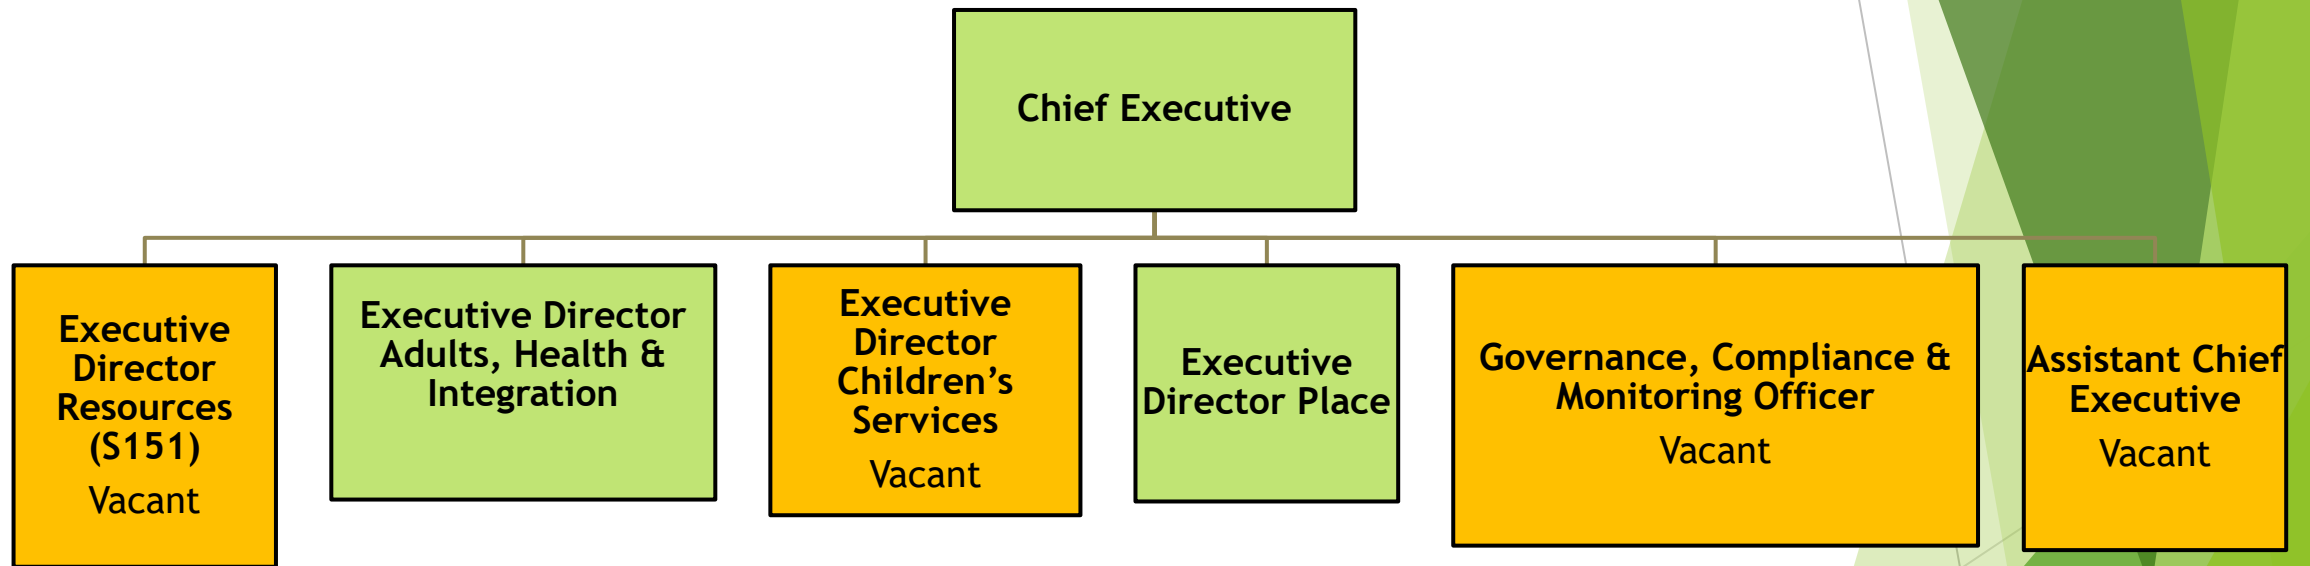 Chief Executive
Executive
Director
Resources
(S151)
Vacant
Executive Director
Adults, Health &
Integration
Executive
Director
Children’s
Services
Vacant
Executive
Director Place
Governance, Compliance &
Monitoring Officer
Vacant
Assistant Chief
Executive
Vacant